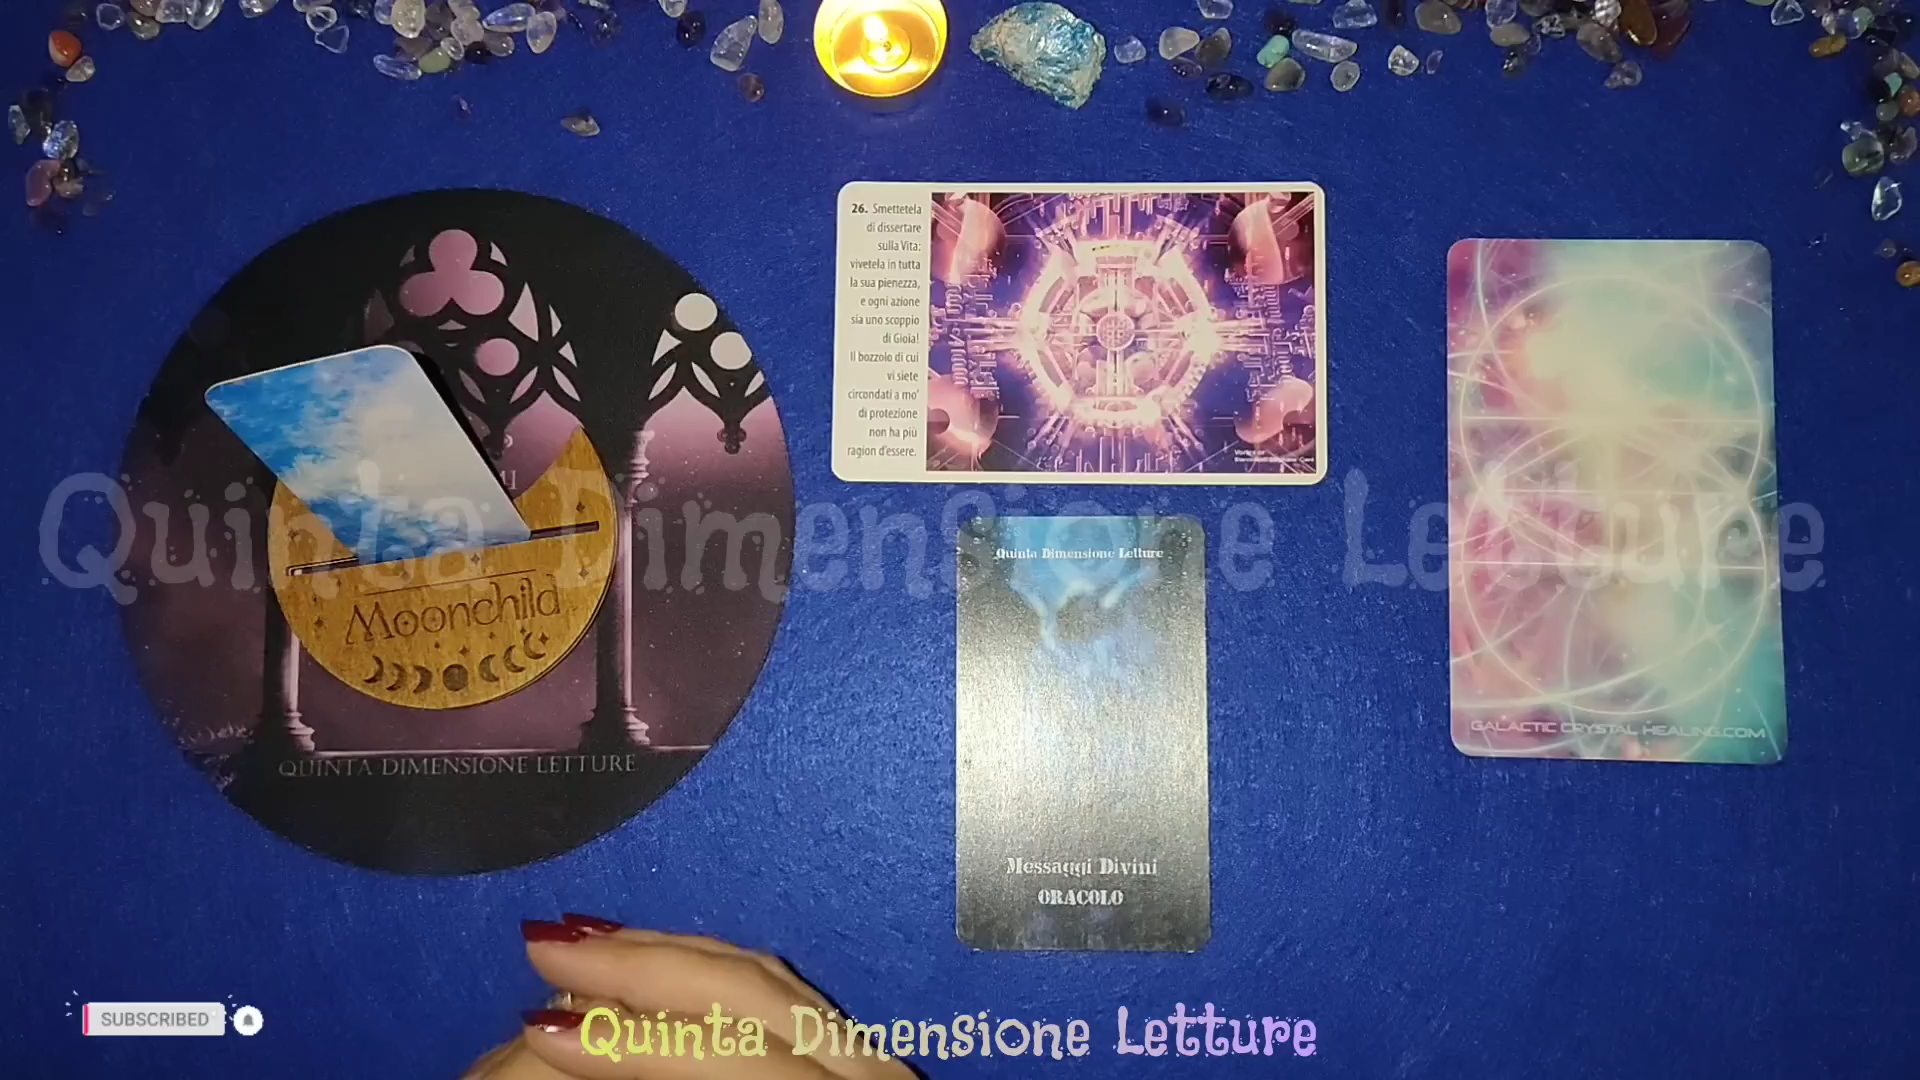 26. Smettetela
di dissertare
sulla Vita:
vivetela in tutta
la sua pienezza,
e ogni azione
sia uno scoppio
di Gioia!
Il bozzolo di cui
vi siete
circondati a mo'
di protezione
non ha più
ragion d'essere.
Quinta Dimensione Letture
Quinta Dimensione Letture
Moonchild
QUINTA DIMENSIONE LETTURE
GALACTIC CRYSTAL HEALING.COM
Messaggi Divini
ORACOLO
SUBSCRIBED
Quinta Dimensione Letture